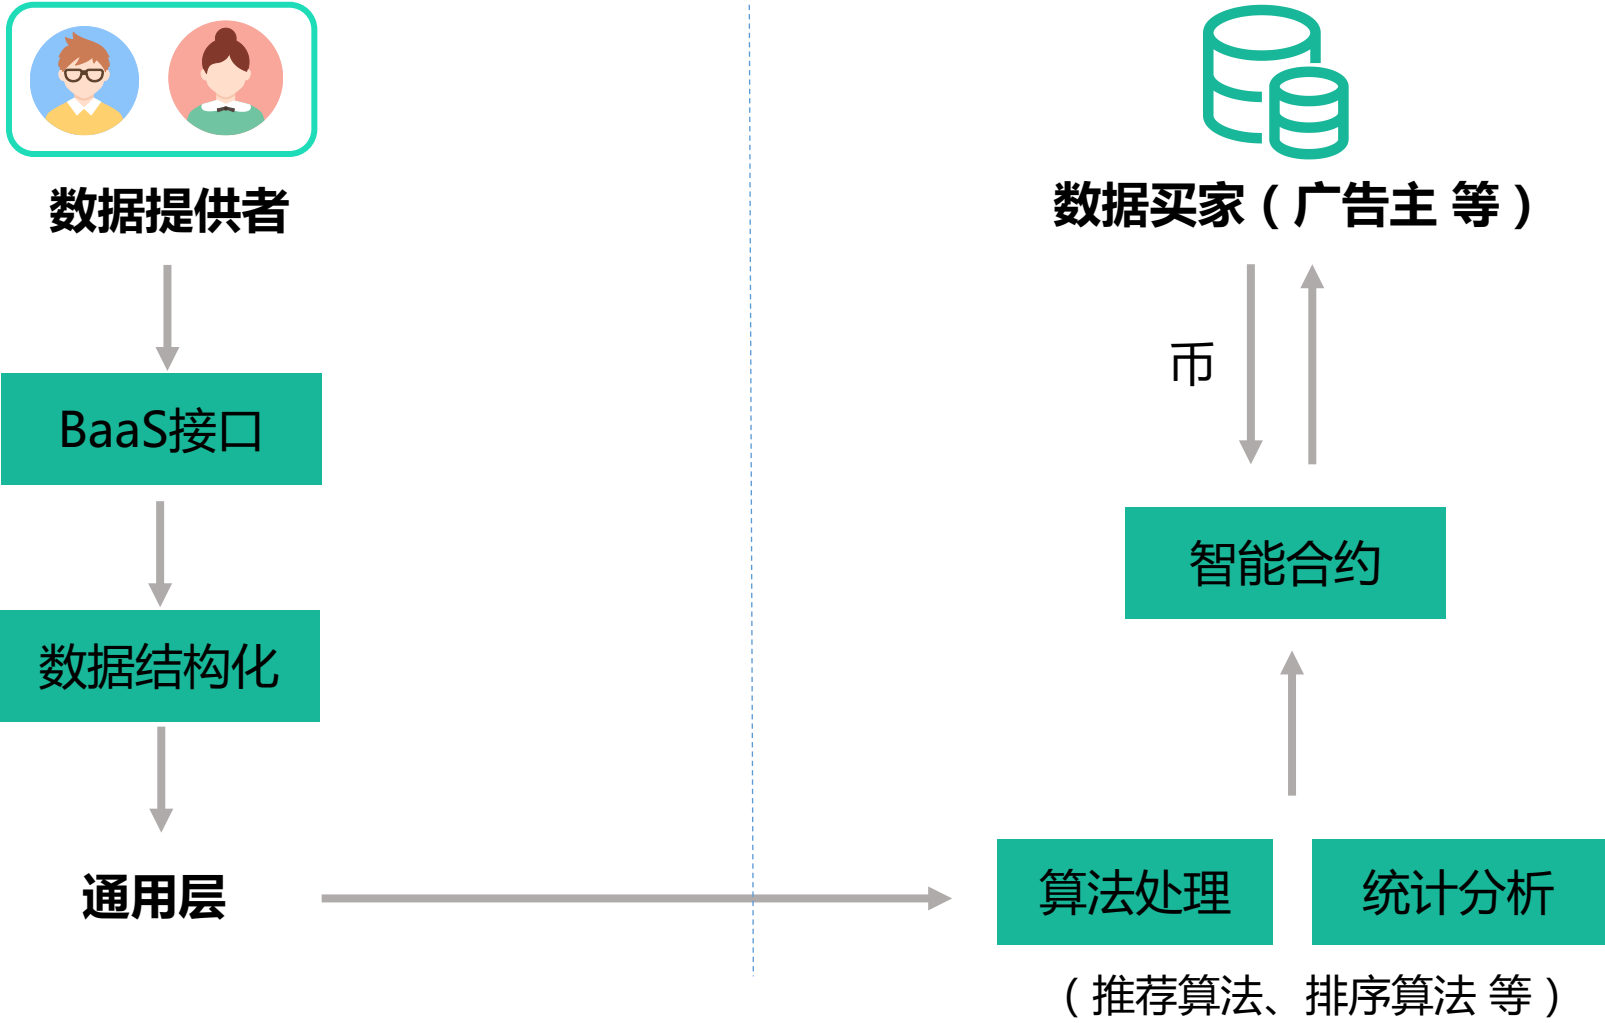 数据提供者
BaaS接口
数据结构化
通用层
数据买家（广告主 等）
币
智能合约
算法处理
统计分析
（推荐算法、排序算法 等）